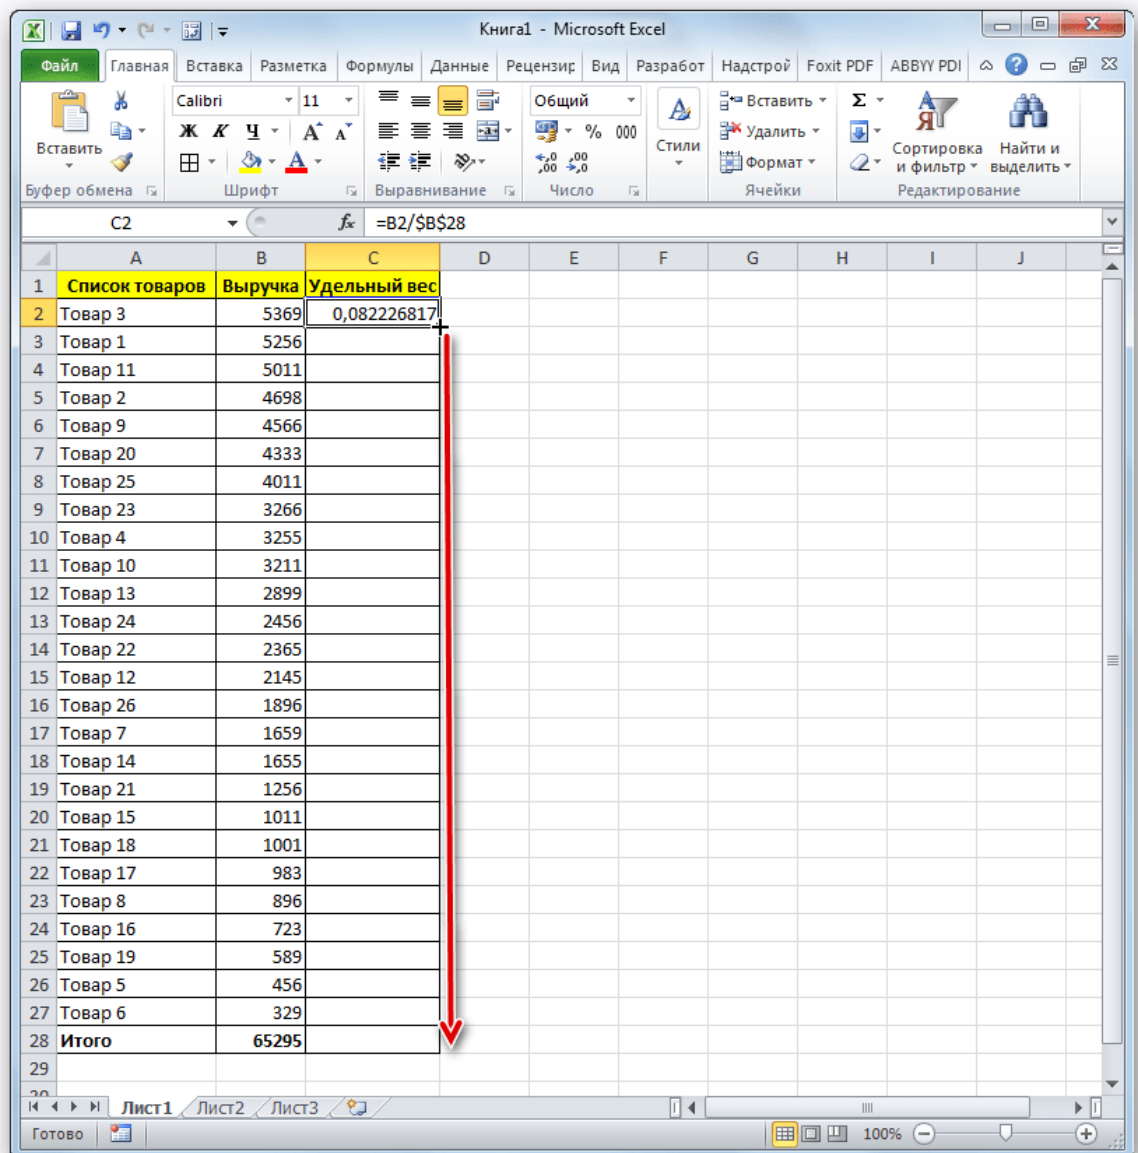 Книга1 - Microsoft Excel
Файл Главная Вставка Разметка Формулы Данные Рецензир Вид Разработ Надстрой Foxit PDF ABBYY PDI
Calibri 11 Общий Вставить Σ
Ж К Ч А А % 000 Удалить
Вставить Стили Сортировка и фильтр Найти и выделить
А ,0 ,00 ,00 ,0 Формат
Буфер обмена Шрифт Выравнивание Число Ячейки Редактирование
C2 fx =B2/$B$28
A B C D E F G H I J
1 Список товаров Выручка Удельный вес
2 Товар 3 5369 0,082226817
3 Товар 1 5256
4 Товар 11 5011
5 Товар 2 4698
6 Товар 9 4566
7 Товар 20 4333
8 Товар 25 4011
9 Товар 23 3266
10 Товар 4 3255
11 Товар 10 3211
12 Товар 13 2899
13 Товар 24 2456
14 Товар 22 2365
15 Товар 12 2145
16 Товар 26 1896
17 Товар 7 1659
18 Товар 14 1655
19 Товар 21 1256
20 Товар 15 1011
21 Товар 18 1001
22 Товар 17 983
23 Товар 8 896
24 Товар 16 723
25 Товар 19 589
26 Товар 5 456
27 Товар 6 329
28 Итого 65295
29
Лист1 Лист2 Лист3
Готово 100%